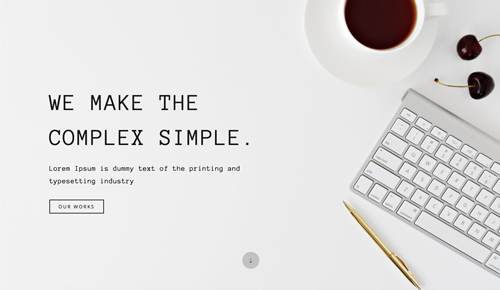 WE MAKE THE
COMPLEX SIMPLE.
Lorem Ipsum is dummy text of the printing and
typesetting industry
OUR WORKS